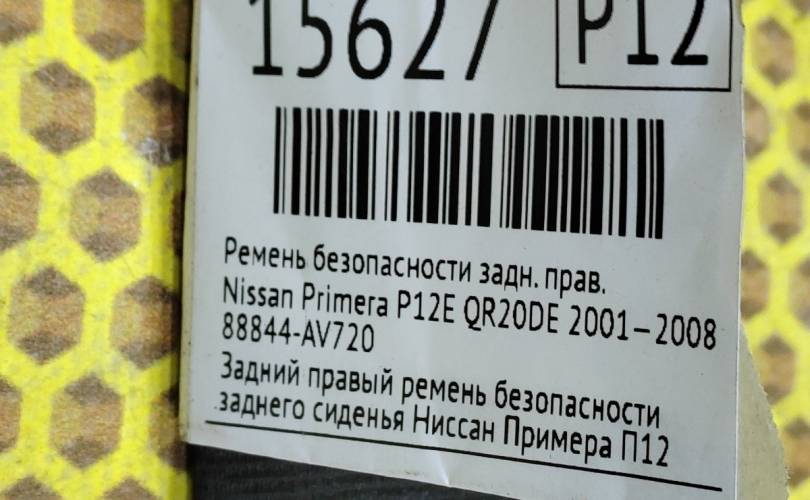 15627 P12
Ремень безопасности задн. прав.
Nissan Primera P12E QR20DE 2001–2008
88844-AV720
Задний правый ремень безопасности
заднего сиденья Ниссан Примера П12